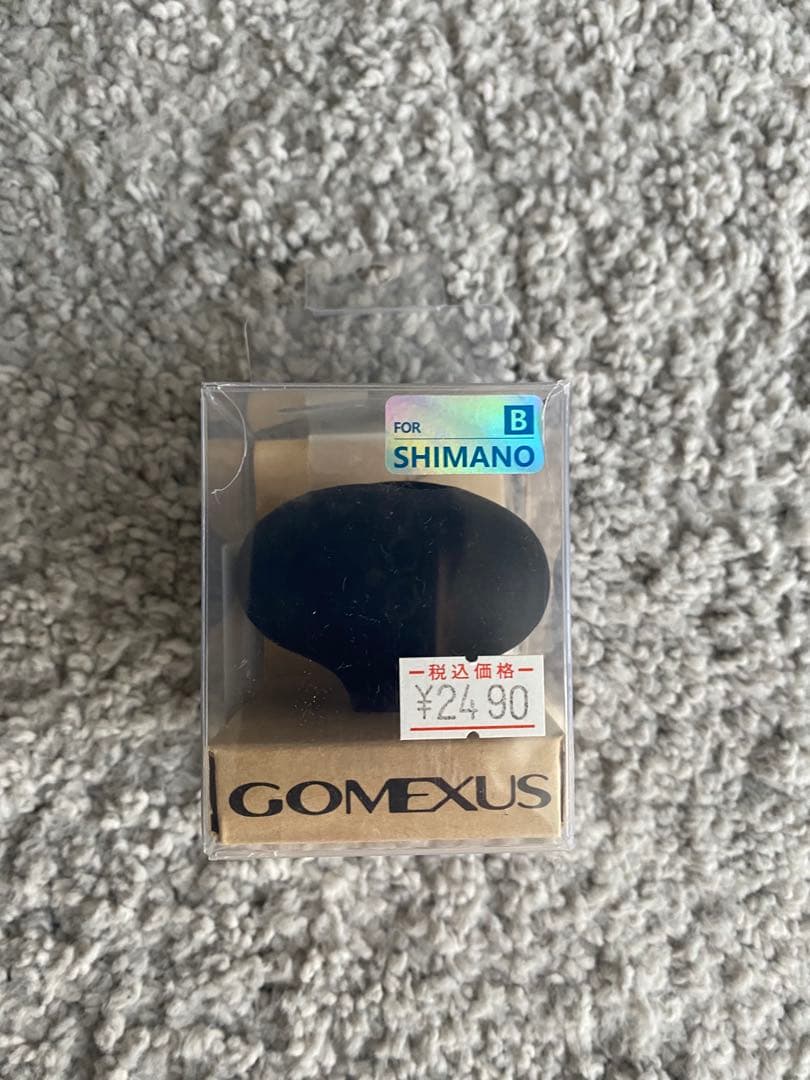 FOR B
SHIMANO
税込価格
¥2490
GOMEXUS